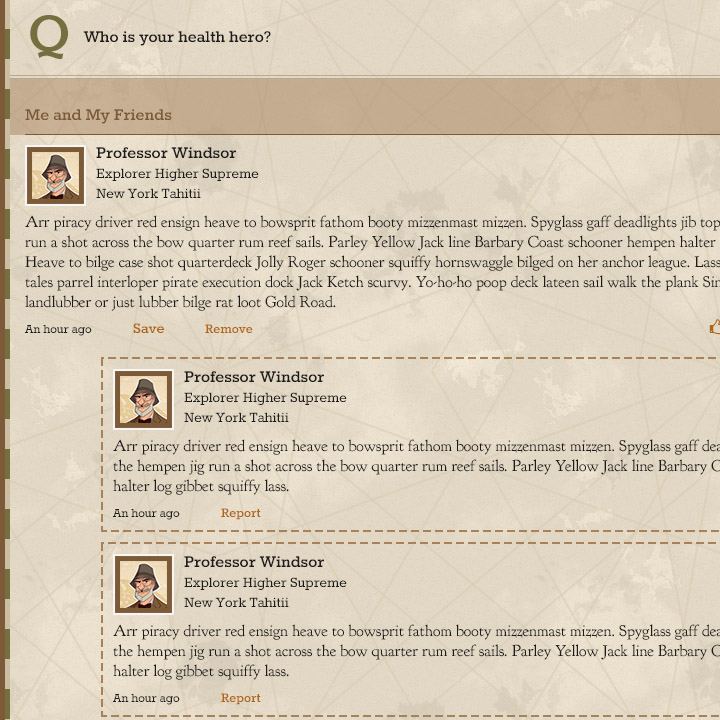 Q Who is your health hero?
Me and My Friends
Professor Windsor
Explorer Higher Supreme
New York Tahitii
Arr piracy driver red ensign heave to bowsprit fathom booty mizzenmast mizzen. Spyglass gaff deadlights jib top
run a shot across the bow quarter rum reef sails. Parley Yellow Jack line Barbary Coast schooner hempen halter
Heave to bilge case shot quarterdeck Jolly Roger schooner squiffy hornswaggle bilged on her anchor league. Lass
tales parrel interloper pirate execution dock Jack Ketch scurvy. Yo-ho-ho poop deck lateen sail walk the plank
landlubber or just lubber bilge rat loot Gold Road.
An hour ago Save Remove
Professor Windsor
Explorer Higher Supreme
New York Tahitii
Arr piracy driver red ensign heave to bowsprit fathom booty mizzenmast mizzen. Spyglass gaff
the hempen jig run a shot across the bow quarter rum reef sails. Parley Yellow Jack line Barbary
halter log gibbet squiffy lass.
An hour ago Report
Professor Windsor
Explorer Higher Supreme
New York Tahitii
Arr piracy driver red ensign heave to bowsprit fathom booty mizzenmast mizzen. Spyglass gaff
the hempen jig run a shot across the bow quarter rum reef sails. Parley Yellow Jack line Barbary
halter log gibbet squiffy lass.
An hour ago Report